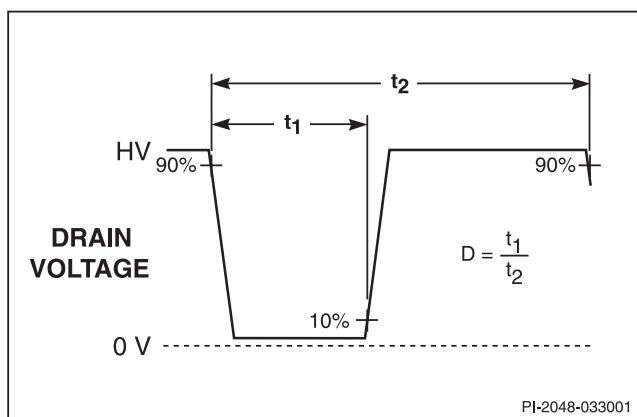 t2
t1
HV
90%
90%
DRAIN
VOLTAGE
D = t1/t2
10%
0 V
PI-2048-033001